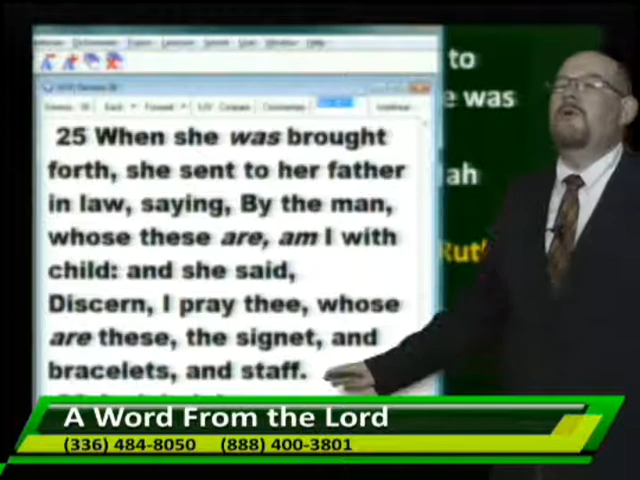 25 When she was brought
forth, she sent to her father
in law, saying, By the man,
whose these are, am I with
child: and she said,
Discern, I pray thee, whose
are these, the signet, and
bracelets, and staff.
to
was
A Word From the Lord
(336) 484-8050 (888) 400-3801